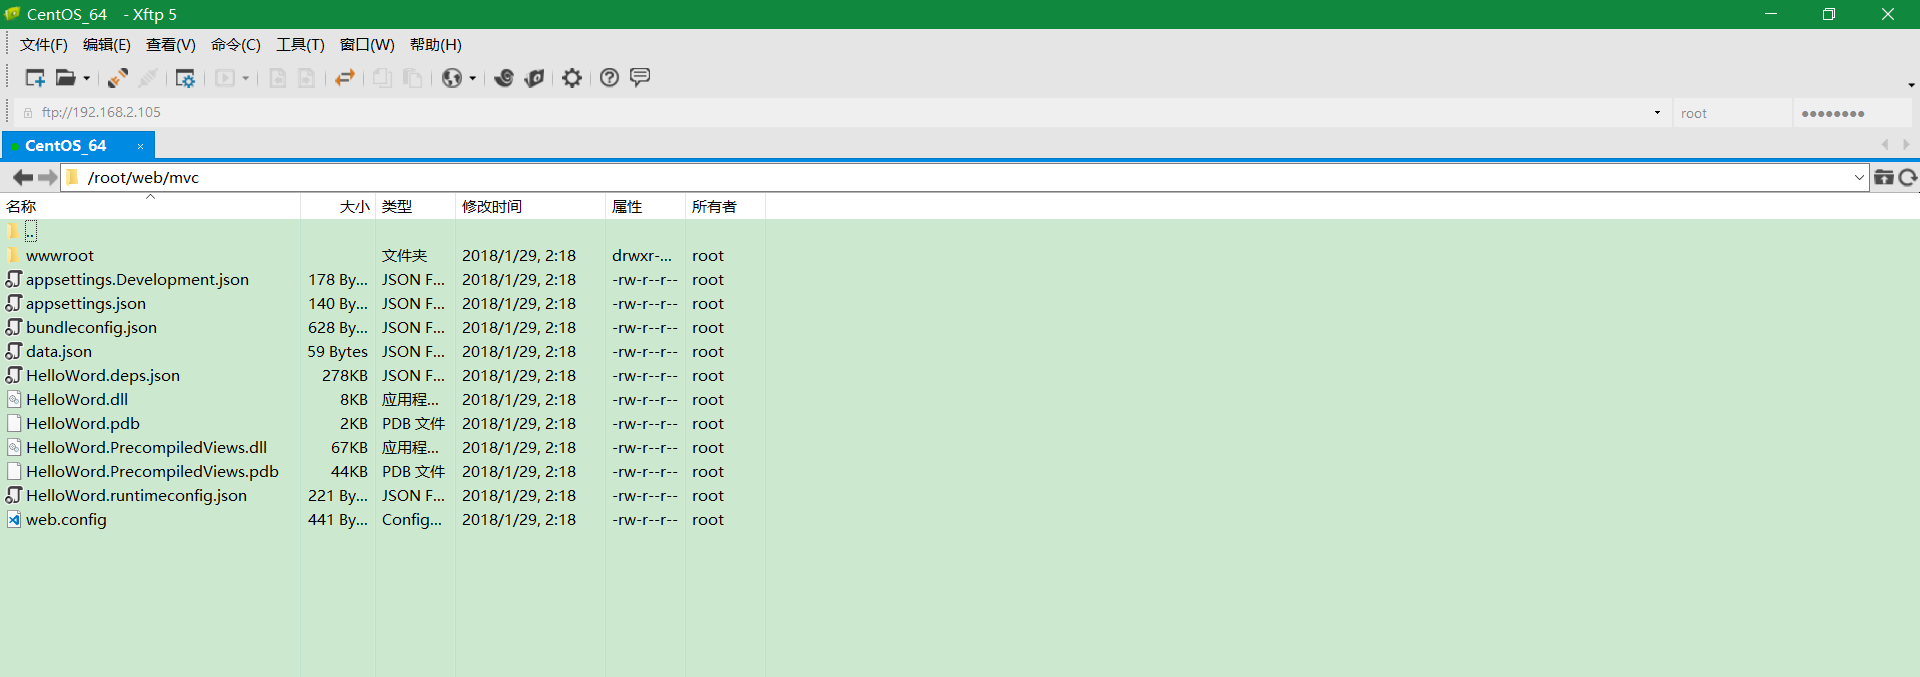 CentOS_64 - Xftp 5
文件(F) 编辑(E) 查看(V) 命令(C) 工具(T) 窗口(W) 帮助(H)
ftp://192.168.2.105 root ●●●●●●●●
CentOS_64 ×
/root/web/mvc
名称 大小 类型 修改时间 属性 所有者
..
wwwroot 文件夹 2018/1/29, 2:18 drwxr-... root
appsettings.Development.json 178 By... JSON F... 2018/1/29, 2:18 -rw-r--r-- root
appsettings.json 140 By... JSON F... 2018/1/29, 2:18 -rw-r--r-- root
bundleconfig.json 628 By... JSON F... 2018/1/29, 2:18 -rw-r--r-- root
data.json 59 Bytes JSON F... 2018/1/29, 2:18 -rw-r--r-- root
HelloWord.deps.json 278KB JSON F... 2018/1/29, 2:18 -rw-r--r-- root
HelloWord.dll 8KB 应用程... 2018/1/29, 2:18 -rw-r--r-- root
HelloWord.pdb 2KB PDB 文件 2018/1/29, 2:18 -rw-r--r-- root
HelloWord.PrecompiledViews.dll 67KB 应用程... 2018/1/29, 2:18 -rw-r--r-- root
HelloWord.PrecompiledViews.pdb 44KB PDB 文件 2018/1/29, 2:18 -rw-r--r-- root
HelloWord.runtimeconfig.json 221 By... JSON F... 2018/1/29, 2:18 -rw-r--r-- root
web.config 441 By... Config... 2018/1/29, 2:18 -rw-r--r-- root